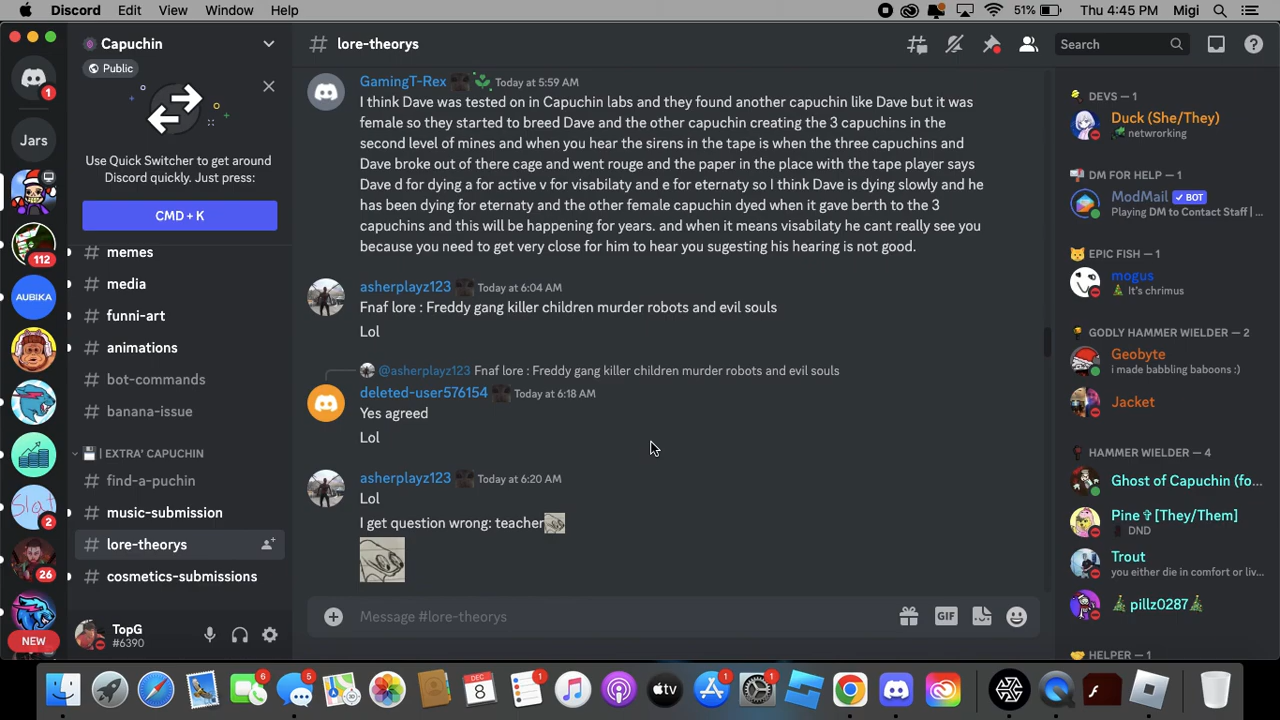 Discord Edit View Window Help 51% Thu 4:45 PM Migi
Capuchin
# lore-theorys
Search
Public
1
Jars
Use Quick Switcher to get around
Discord quickly. Just press:
CMD + K
112
AUBIKA
2
26
NEW
# memes
# media
# funni-art
# animations
# bot-commands
# banana-issue
| EXTRA' CAPUCHIN
# find-a-puchin
# music-submission
# lore-theorys
# cosmetics-submissions
TopG
#6390
GamingT-Rex Today at 5:59 AM
I think Dave was tested on in Capuchin labs and they found another capuchin like Dave but it was
female so they started to breed Dave and the other capuchin creating the 3 capuchins in the
second level of mines and when you hear the sirens in the tape is when the three capuchins and
Dave broke out of there cage and went rouge and the paper in the place with the tape player says
Dave d for dying a for active v for visabilaty and e for eternaty so I think Dave is dying slowly and he
has been dying for eternaty and the other female capuchin dyed when it gave berth to the 3
capuchins and this will be happening for years. and when it means visabilaty he cant really see you
because you need to get very close for him to hear you sugesting his hearing is not good.
asherplayz123 Today at 6:04 AM
Fnaf lore : Freddy gang killer children murder robots and evil souls
Lol
@asherplayz123 Fnaf lore : Freddy gang killer children murder robots and evil souls
deleted-user576154 Today at 6:18 AM
Yes agreed
Lol
asherplayz123 Today at 6:20 AM
Lol
I get question wrong: teacher
Message #lore-theorys
GIF
DEVS — 1
Duck (She/They)
networking
DM FOR HELP — 1
ModMail ✓ BOT
Playing DM to Contact Staff | ...
EPIC FISH — 1
mogus
It's chrimus
GODLY HAMMER WIELDER — 2
Geobyte
i made babbling baboons :)
Jacket
HAMMER WIELDER — 4
Ghost of Capuchin (fo...
Pine ✞ [They/Them]
DND
Trout
you either die in comfort or liv...
pillz0287
HELPER — 1
6
5
DEC
8
1
tv
1
1